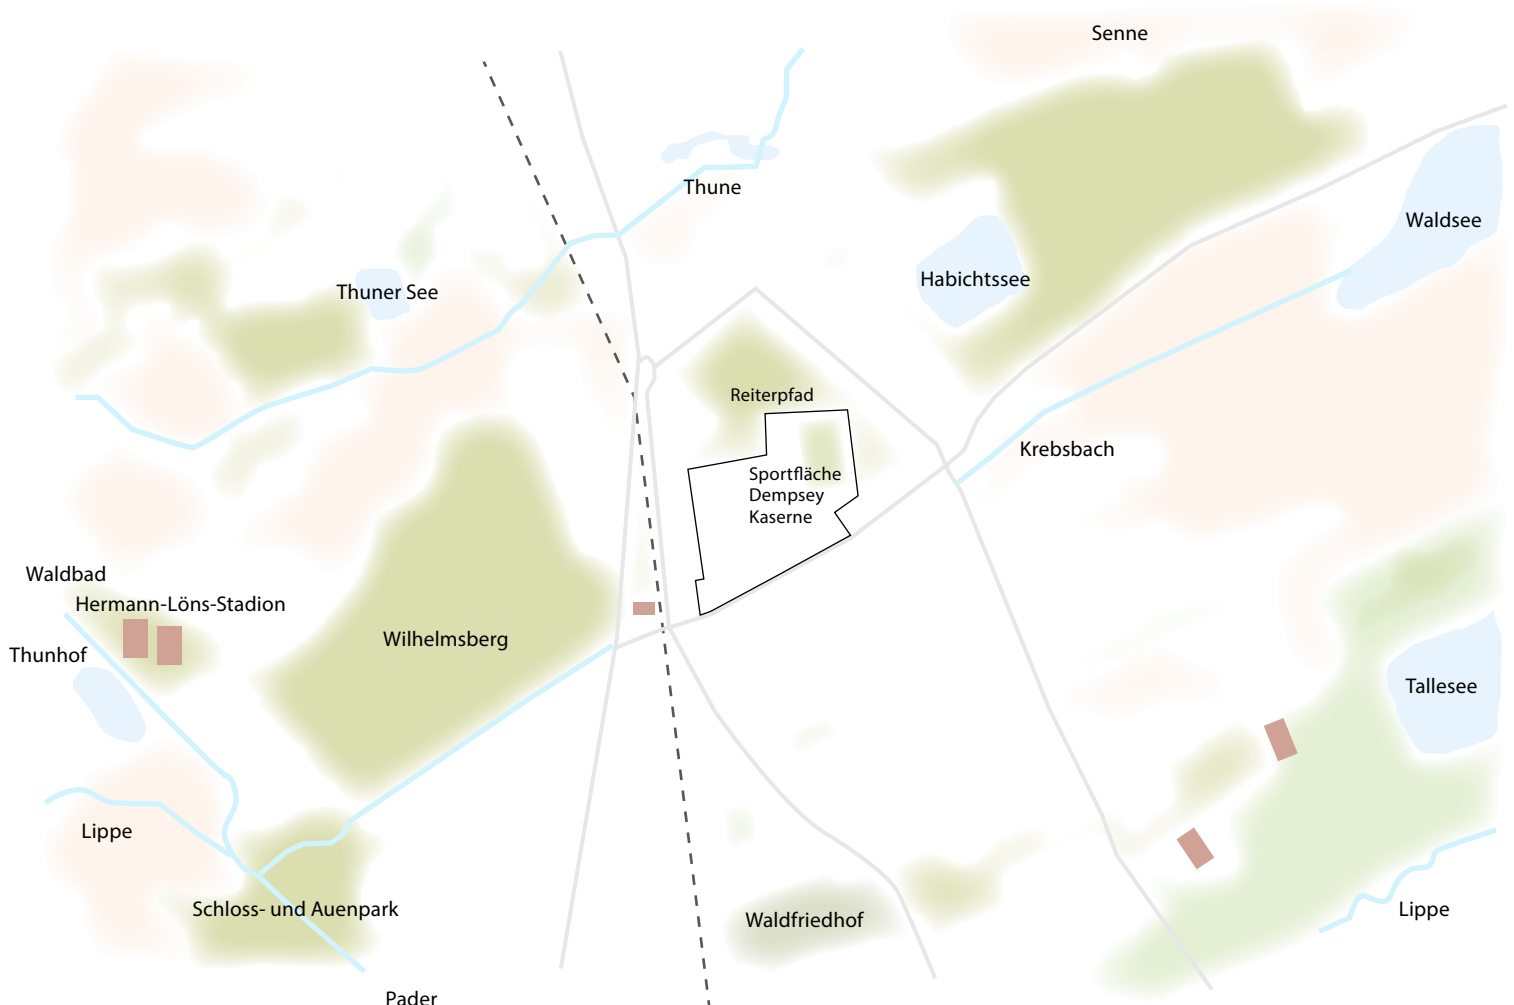 Senne
Thune
Waldsee
Habichtssee
Thuner See
Reiterpfad
Krebsbach
Sportfläche
Dempsey
Kaserne
Waldbad
Hermann-Löns-Stadion
Wilhelmsberg
Thunhof
Tallesee
Lippe
Schloss- und Auenpark
Waldfriedhof
Lippe
Pader